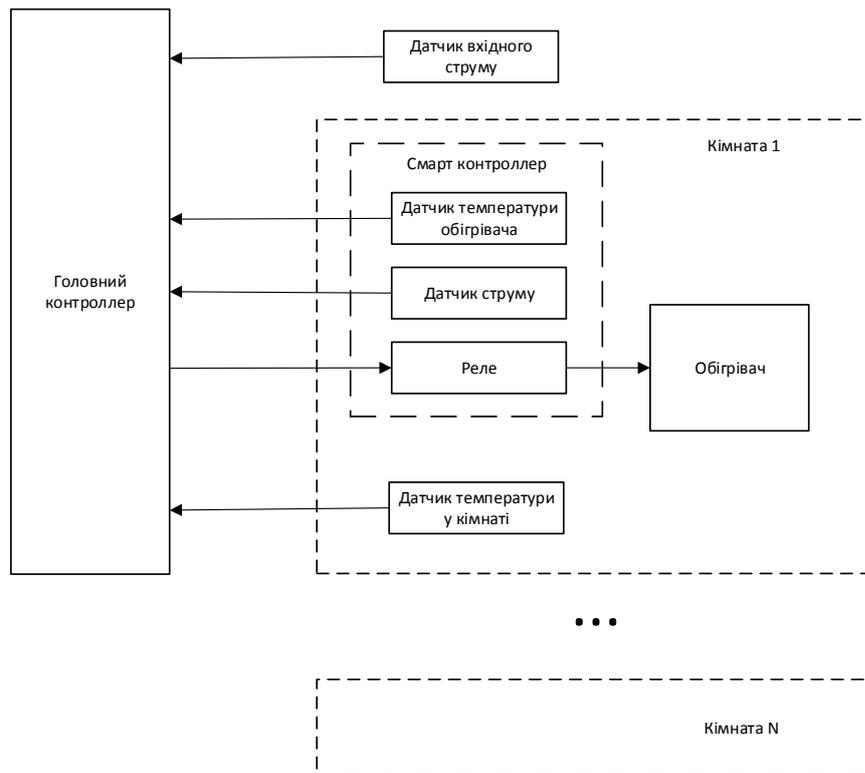 Датчик вхідного
струму
Кімната 1
Смарт контроллер
Датчик температури
обігрівача
Головний
контроллер
Датчик струму
Реле
Обігрівач
Датчик температури
у кімнаті
...
Кімната N